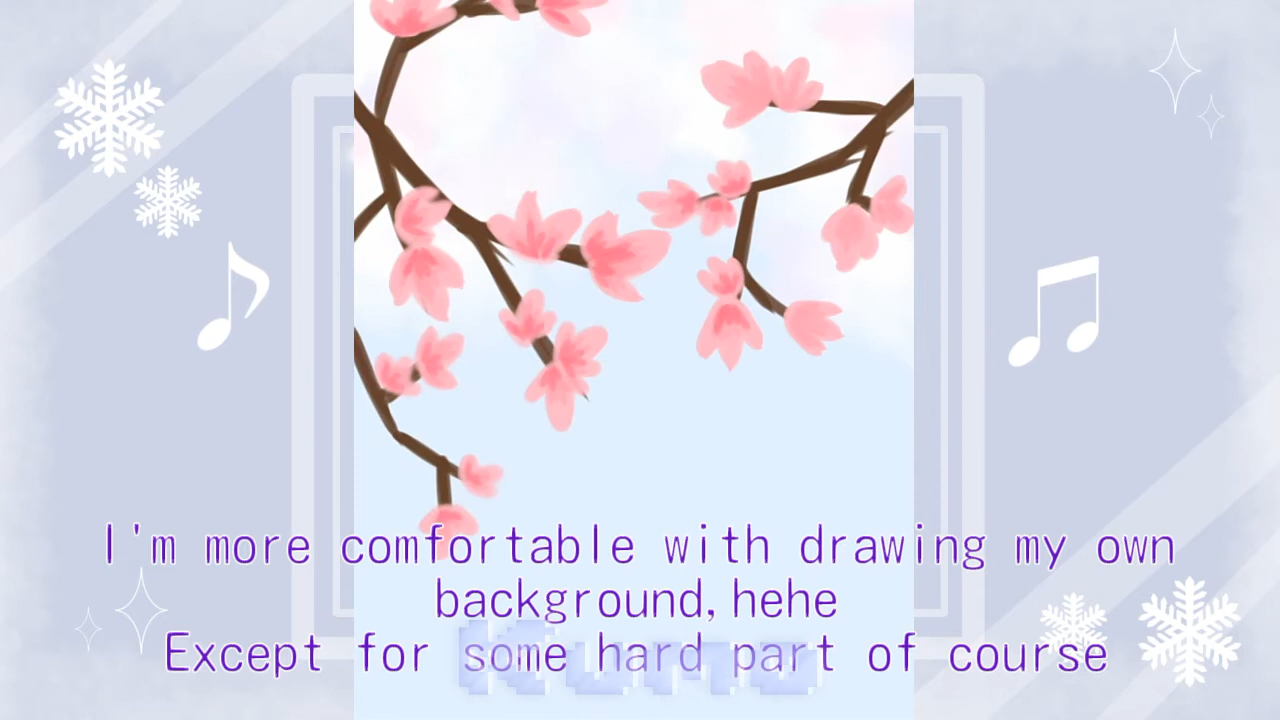 I'm more comfortable with drawing my own
background, hehe
Except for some hard part of course